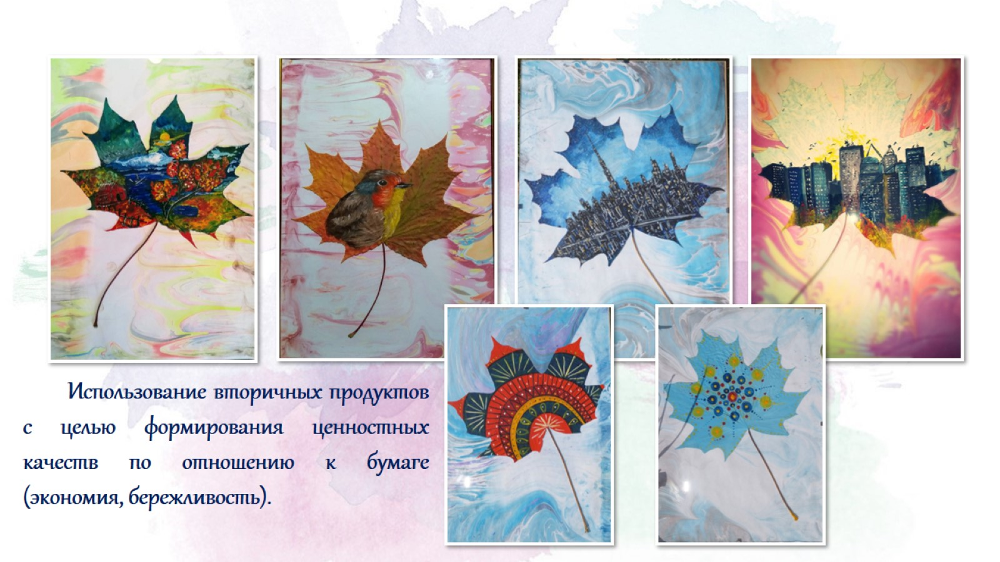 Использование вторичных продуктов
с целью формирования ценностных
качеств по отношению к бумаге
(экономия, бережливость).